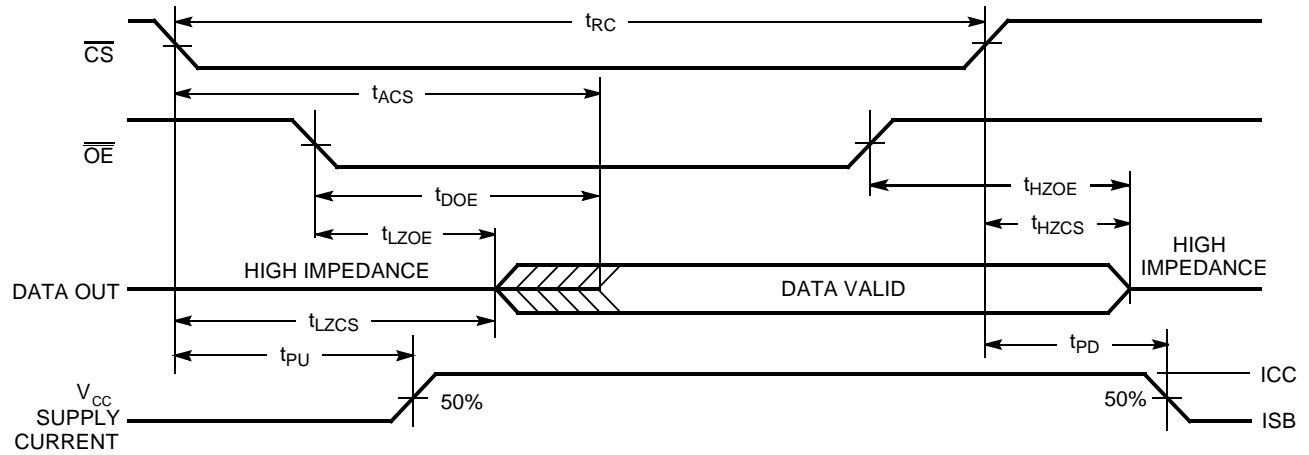 tRC
CS
tACS
OE
tDOE
tHZOE
tLZOE
tHZCS
HIGH IMPEDANCE
HIGH
IMPEDANCE
DATA OUT
DATA VALID
tLZCS
tPU
tPD
VCC
SUPPLY
CURRENT
50%
50%
ICC
ISB